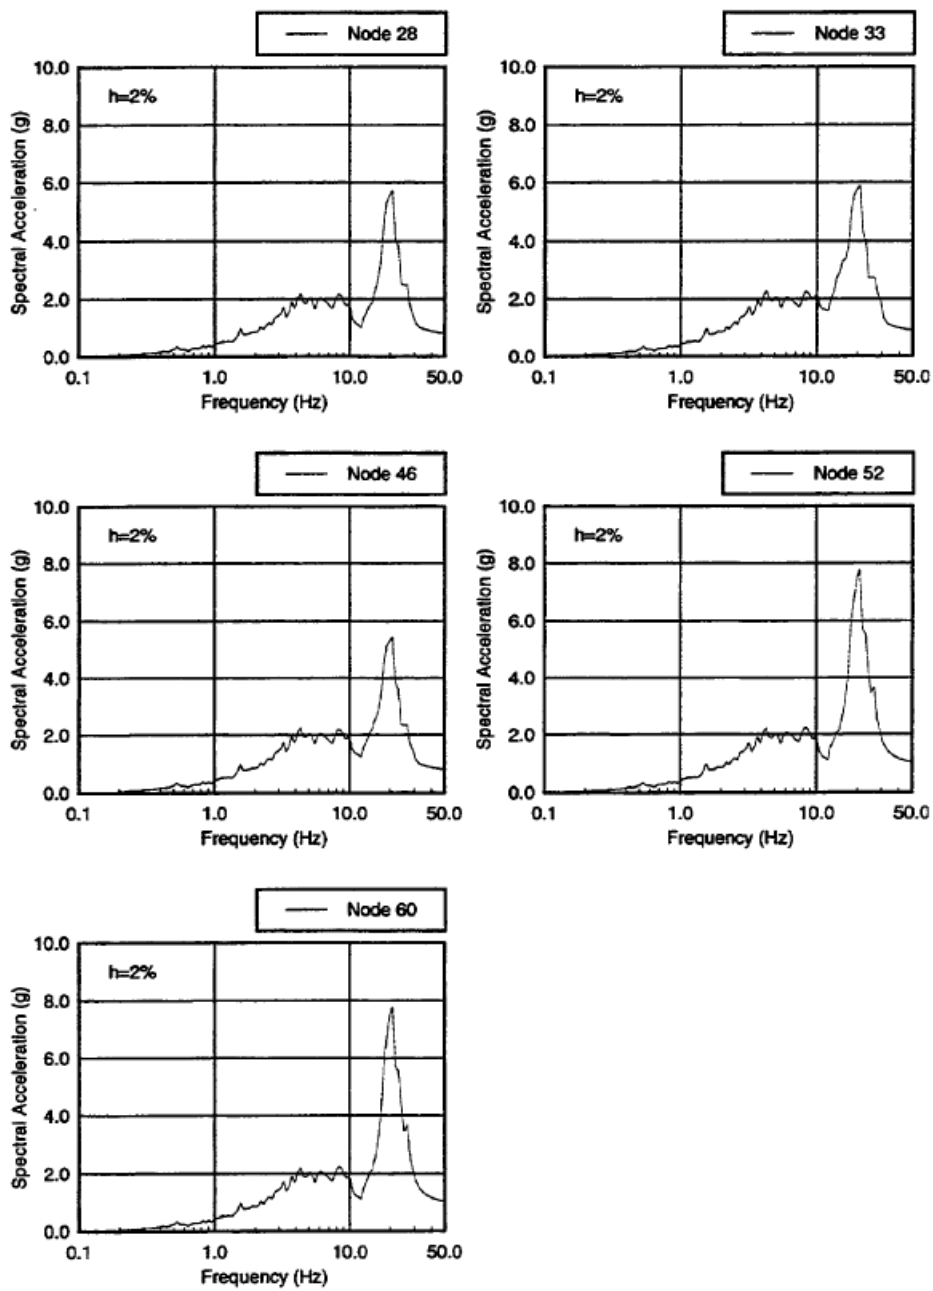 Node 28
10.0
h=2%
8.0
6.0
4.0
2.0
0.0
0.1 1.0 10.0 50.0
Frequency (Hz)
Spectral Acceleration (g)
Node 33
10.0
h=2%
8.0
6.0
4.0
2.0
0.0
0.1 1.0 10.0 50.0
Frequency (Hz)
Spectral Acceleration (g)
Node 46
10.0
h=2%
8.0
6.0
4.0
2.0
0.0
0.1 1.0 10.0 50.0
Frequency (Hz)
Spectral Acceleration (g)
Node 52
10.0
h=2%
8.0
6.0
4.0
2.0
0.0
0.1 1.0 10.0 50.0
Frequency (Hz)
Spectral Acceleration (g)
Node 60
10.0
h=2%
8.0
6.0
4.0
2.0
0.0
0.1 1.0 10.0 50.0
Frequency (Hz)
Spectral Acceleration (g)